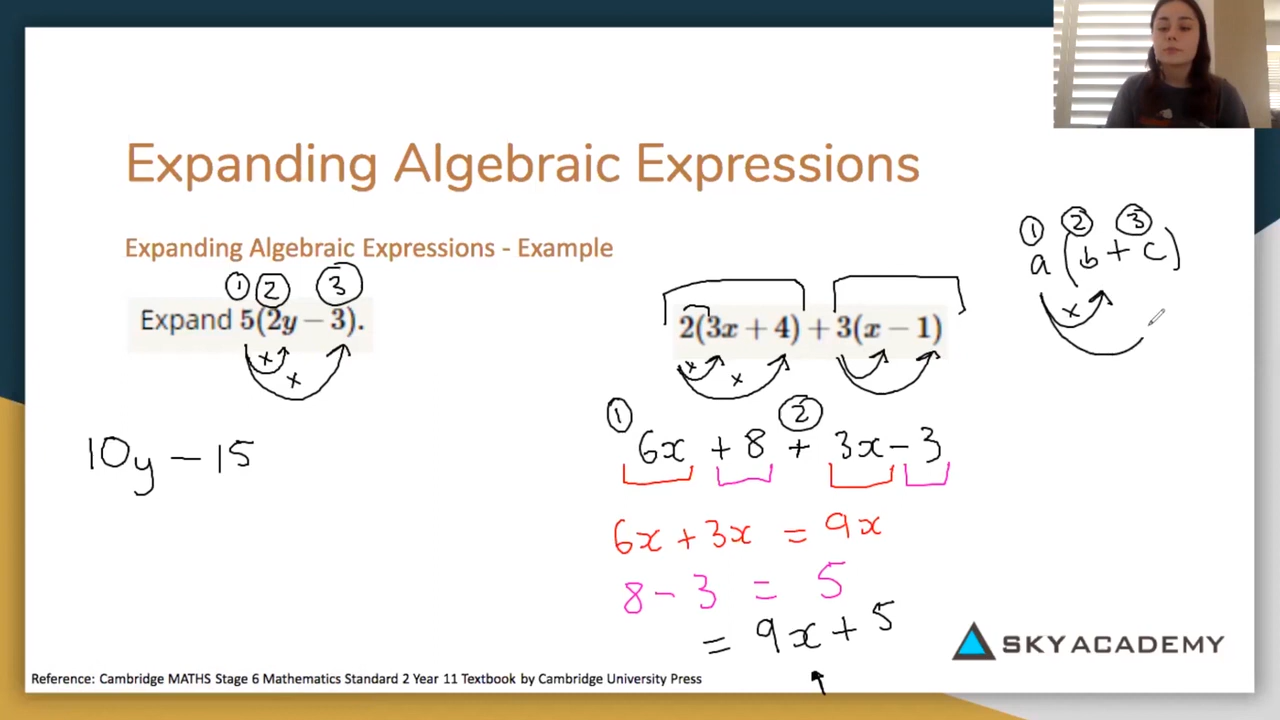 Expanding Algebraic Expressions
Expanding Algebraic Expressions - Example
1 2 3
Expand 5(2y − 3).
x
x
10y − 15
2(3x + 4) + 3(x − 1)
x
x
1 2
6x + 8 + 3x − 3
6x + 3x = 9x
8 − 3 = 5
= 9x + 5
1 2 3
a(b + c)
x
SKYACADEMY
Reference: Cambridge MATHS Stage 6 Mathematics Standard 2 Year 11 Textbook by Cambridge University Press